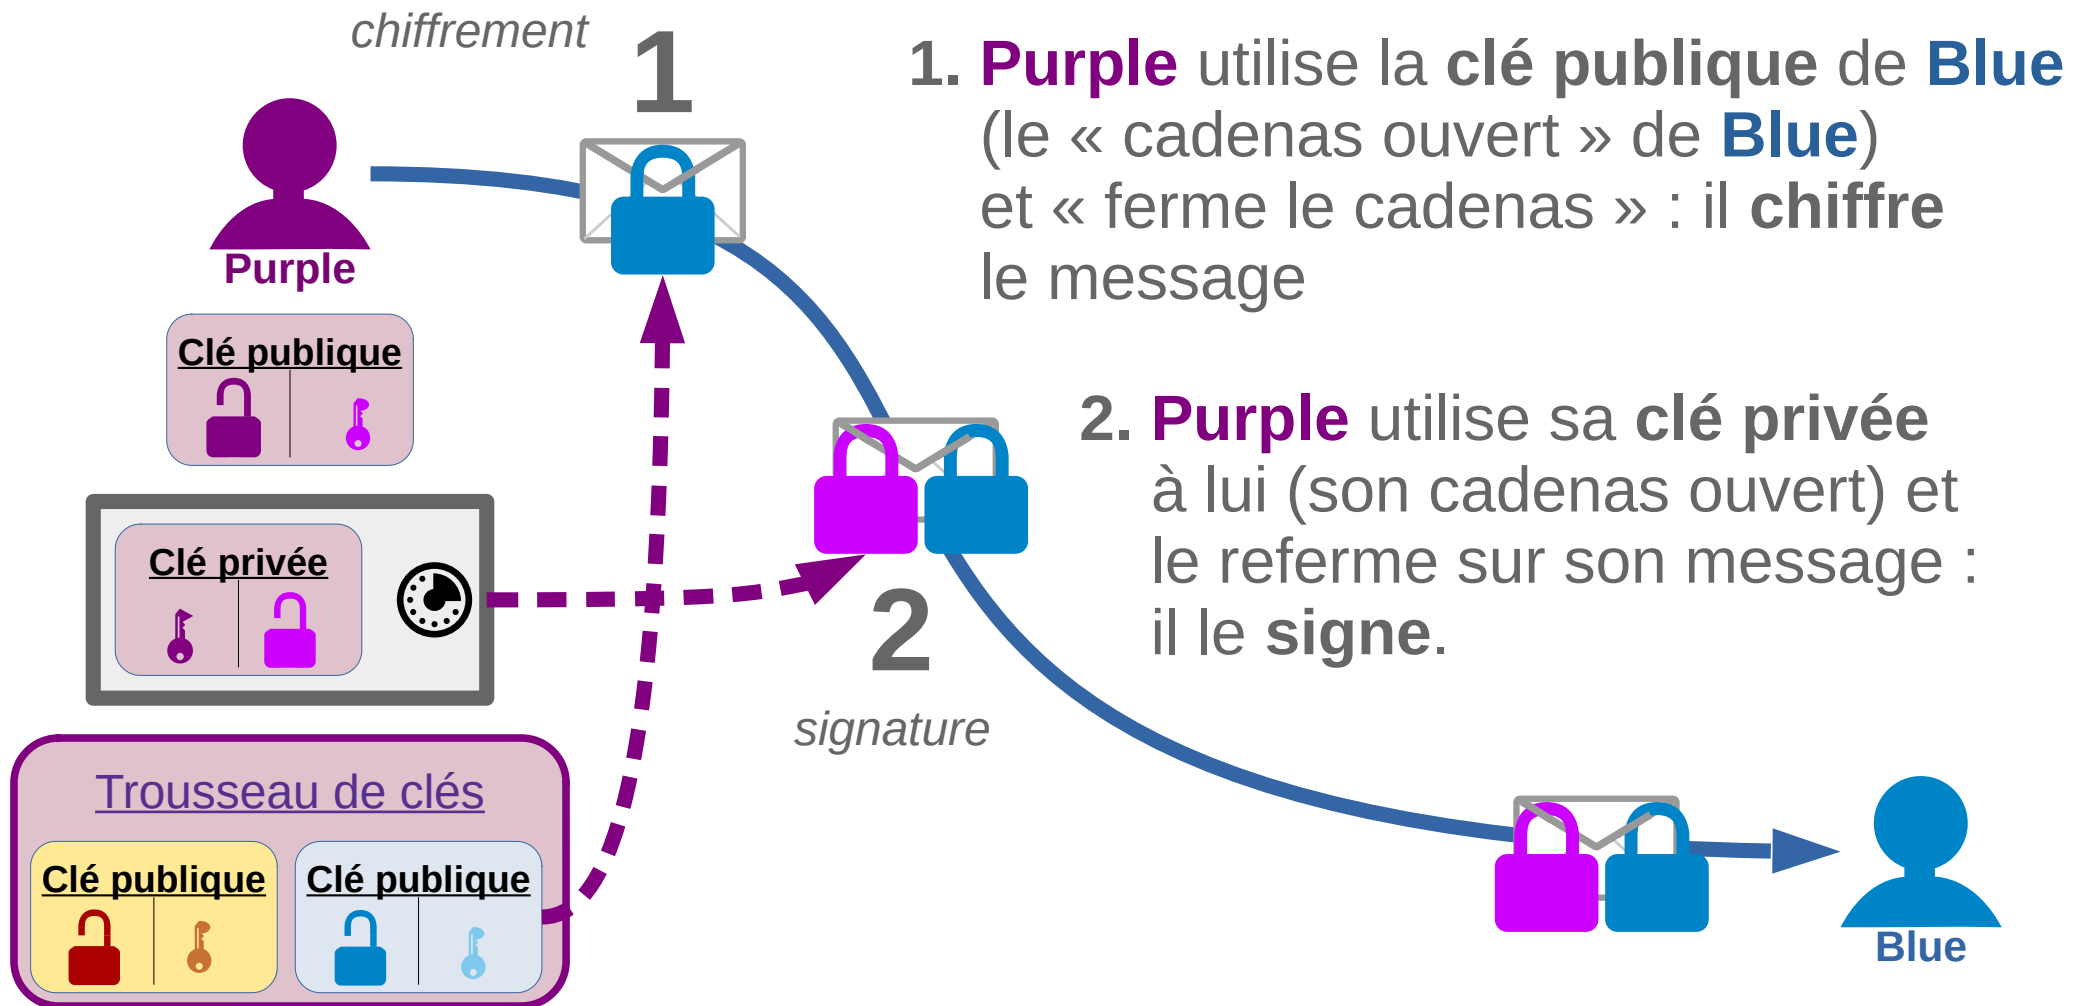 chiffrement
1
1. Purple utilise la clé publique de Blue
(le « cadenas ouvert » de Blue)
et « ferme le cadenas » : il chiffre
le message
Purple
Clé publique
2. Purple utilise sa clé privée
à lui (son cadenas ouvert) et
le referme sur son message :
il le signe.
Clé privée
2
signature
Trousseau de clés
Clé publique
Clé publique
Blue